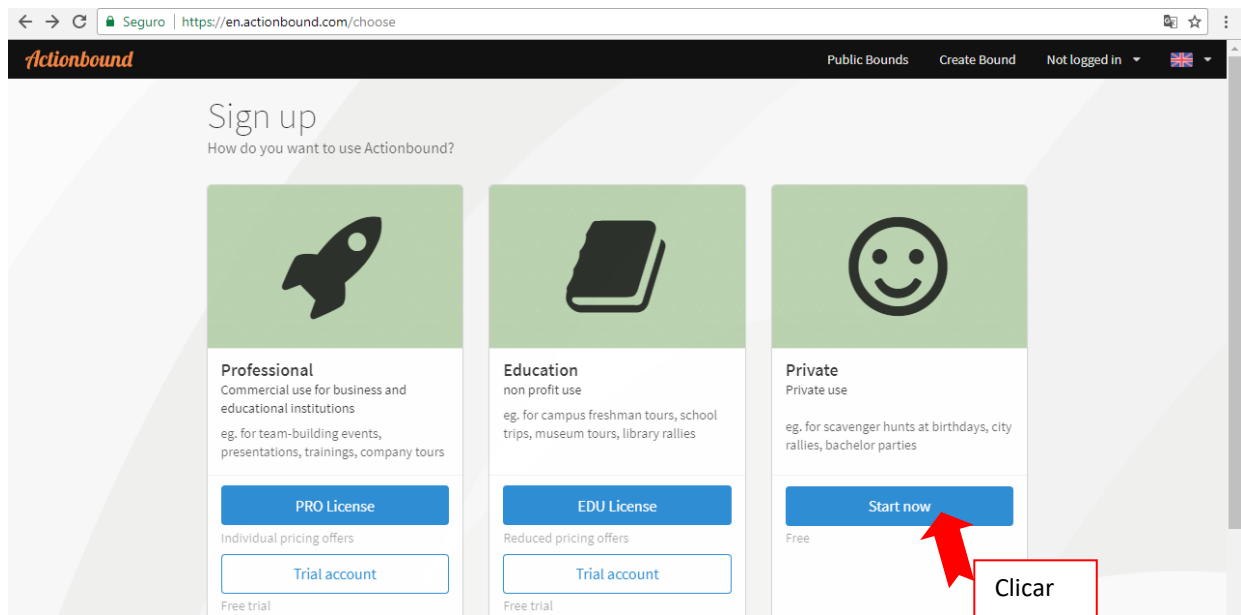 Seguro | https://en.actionbound.com/choose
Actionbound
Public Bounds
Create Bound
Not logged in
Sign up
How do you want to use Actionbound?
Professional
Commercial use for business and
educational institutions
eg. for team-building events,
presentations, trainings, company tours
PRO License
Individual pricing offers
Trial account
Free trial
Education
non profit use
eg. for campus freshman tours, school
trips, museum tours, library rallies
EDU License
Reduced pricing offers
Trial account
Free trial
Private
Private use
eg. for scavenger hunts at birthdays, city
rallies, bachelor parties
Start now
Free
Clicar